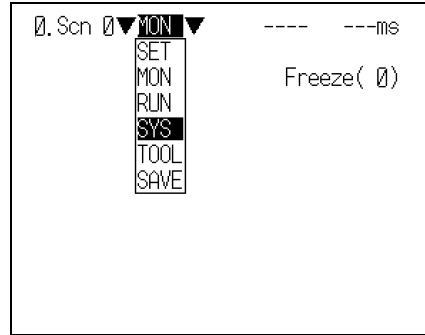 0.Scn 0▼MON ▼ ---- ---ms
SET
MON Freeze( 0)
RUN
SYS
TOOL
SAVE